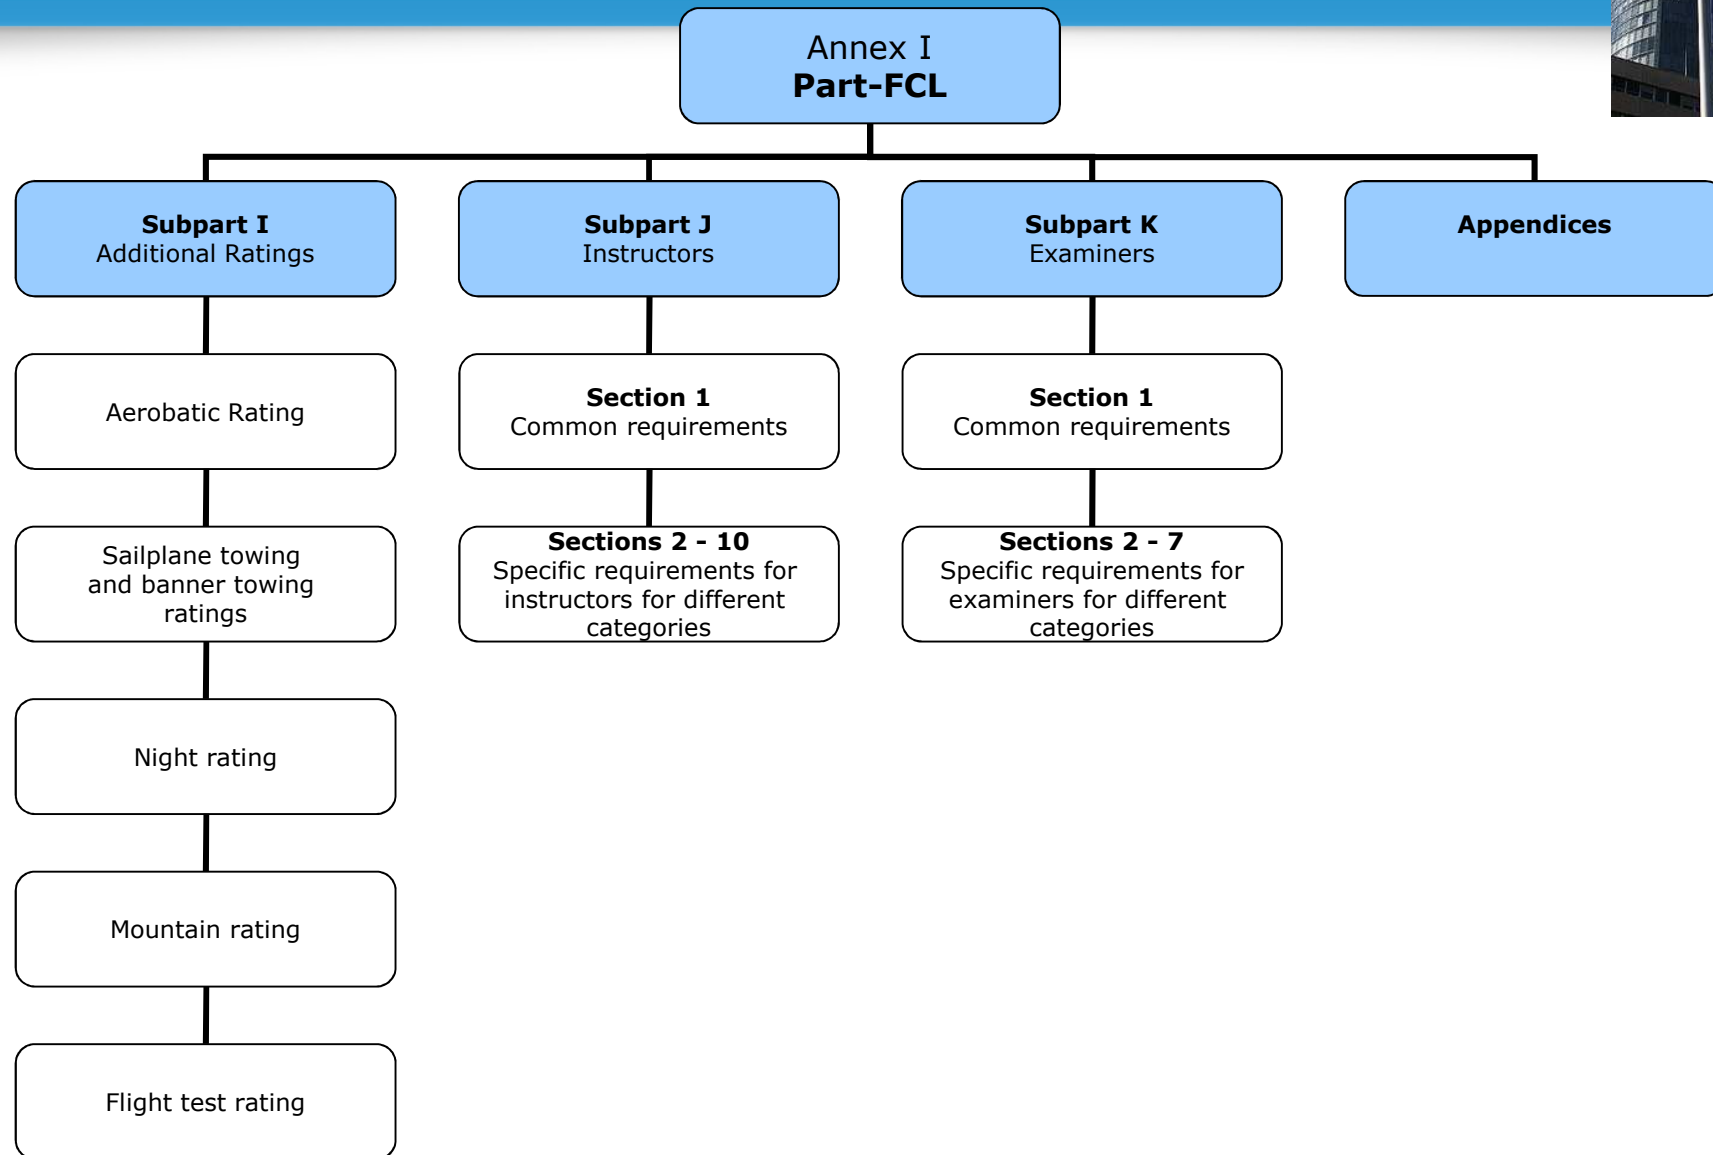 Annex I
Part-FCL
Subpart I
Additional Ratings
Subpart J
Instructors
Subpart K
Examiners
Appendices
Aerobatic Rating
Section 1
Common requirements
Section 1
Common requirements
Sailplane towing
and banner towing
ratings
Sections 2 - 10
Specific requirements for
instructors for different
categories
Sections 2 - 7
Specific requirements for
examiners for different
categories
Night rating
Mountain rating
Flight test rating